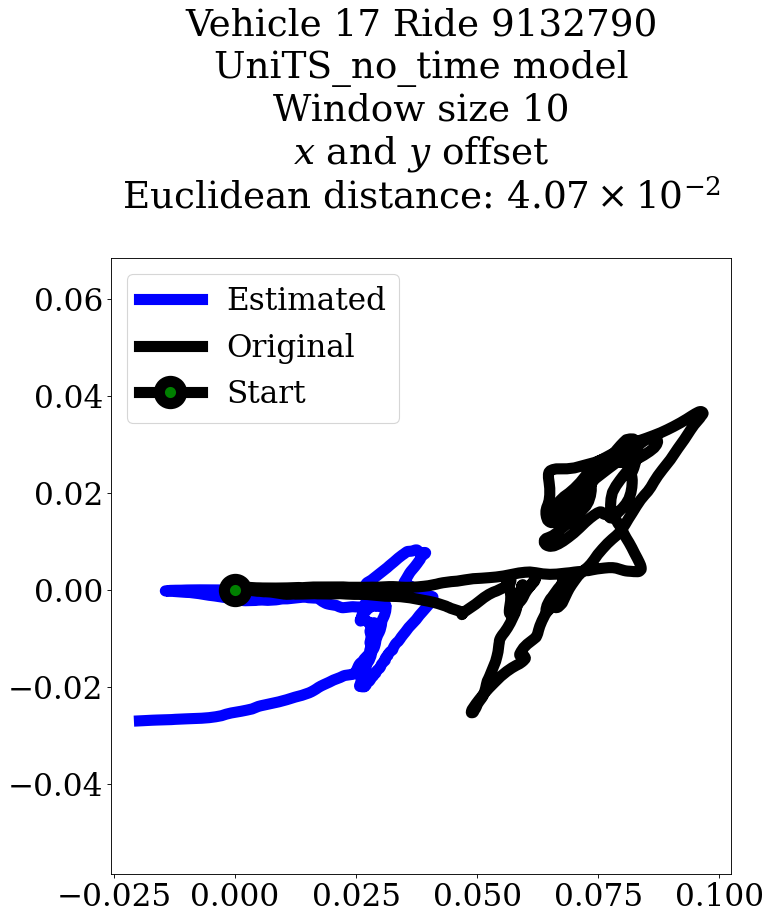 Vehicle 17 Ride 9132790
UniTS_no_time model
Window size 10
x and y offset
Euclidean distance: 4.07 × 10⁻²
Estimated
Original
Start
0.06
0.04
0.02
0.00
−0.02
−0.04
−0.025 0.000 0.025 0.050 0.075 0.100